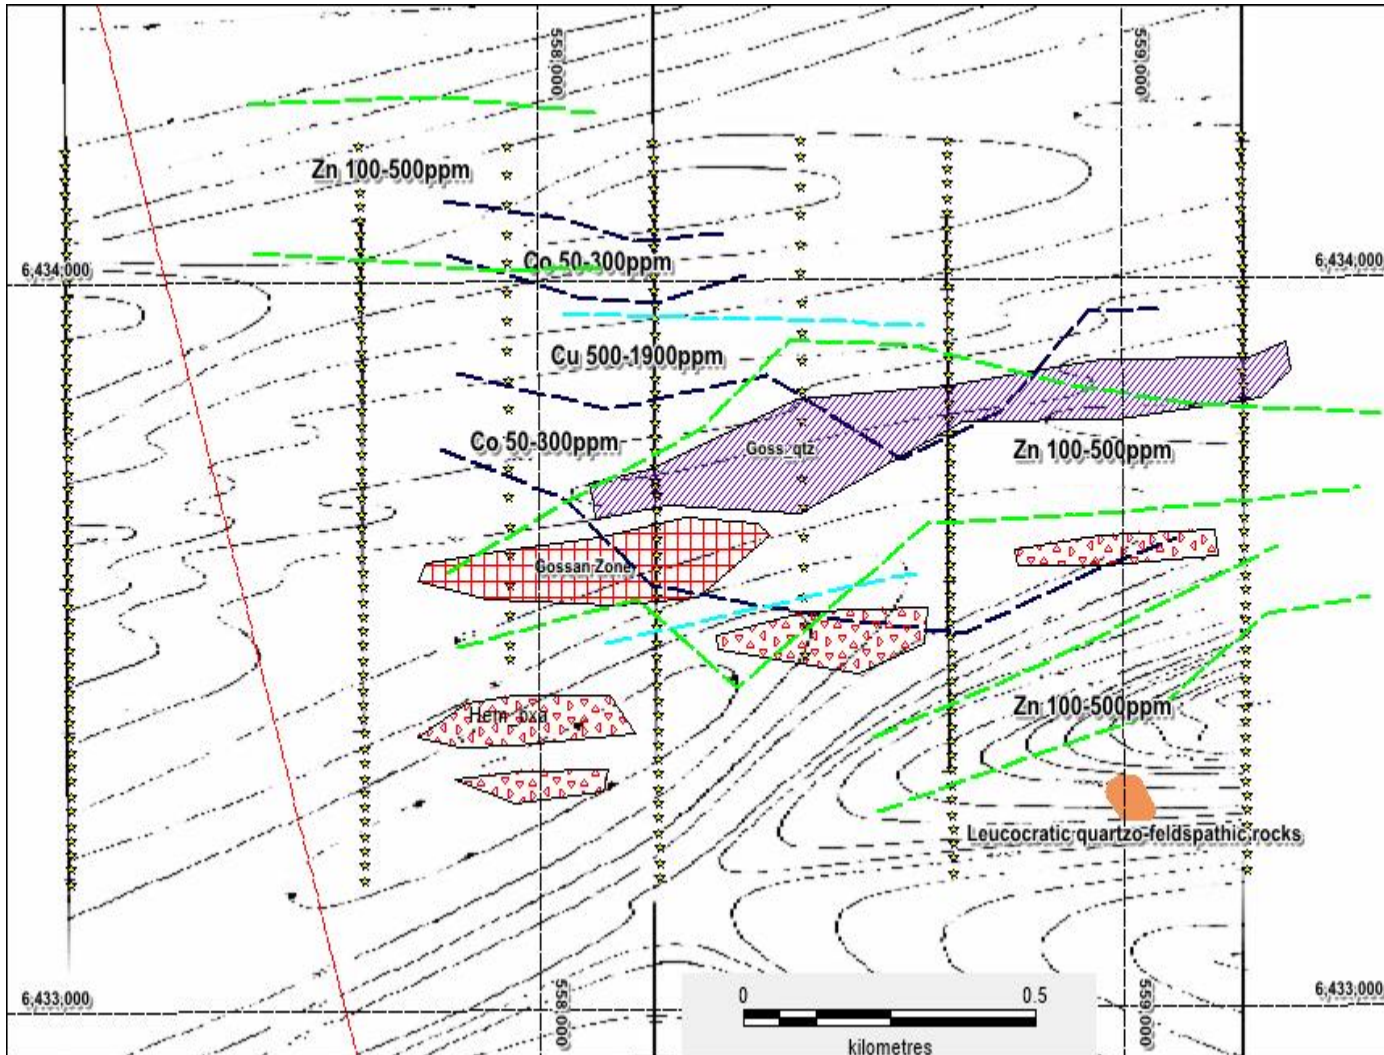 558,000
559,000
Zn 100-500ppm
Co 50-300ppm
6,434,000
6,434,000
Cu 500-1900ppm
Co 50-300ppm
Goss_qtz
Zn 100-500ppm
Gossan Zone
Zn 100-500ppm
Hem_bxa
Leucocratic quartzo-feldspathic rocks
6,433,000
558,000
559,000
6,433,000
0 0.5
kilometres